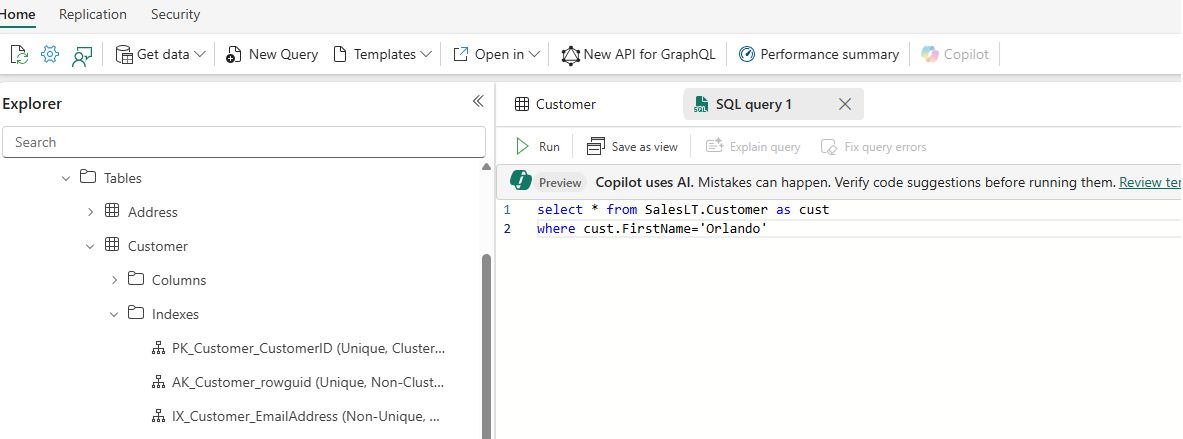 Home Replication Security
Get data New Query Templates Open in New API for GraphQL Performance summary Copilot
Explorer
Search
Tables
Address
Customer
Columns
Indexes
PK_Customer_CustomerID (Unique, Cluster...
AK_Customer_rowguid (Unique, Non-Clust...
IX_Customer_EmailAddress (Non-Unique, ...
Customer SQL query 1
Run Save as view Explain query Fix query errors
Preview Copilot uses AI. Mistakes can happen. Verify code suggestions before running them. Review ter
1 select * from SalesLT.Customer as cust
2 where cust.FirstName='Orlando'